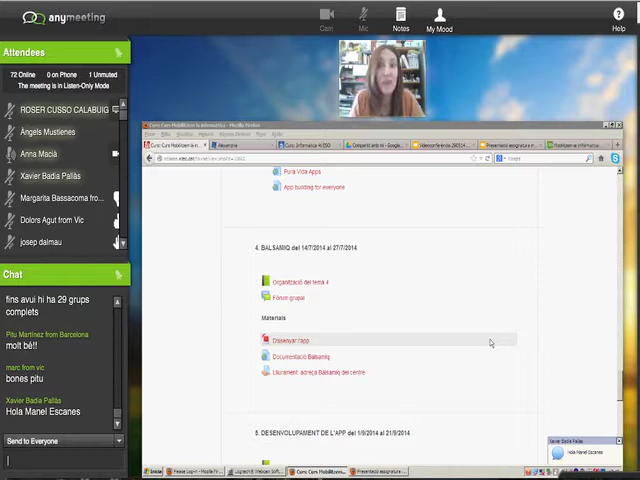 anymeeting
Cam
Mic
Notes
My Mood
Help
Attendees
72 Online 0 on Phone 1 Unmuted
The meeting is in Listen-Only Mode
ROSER CUSSO CALABUIG
Àngels Mustienes
Anna Macià
Xavier Badia Pallàs
Margarita Bassacoma fro...
Dolors Agut from Vic
josep dalmau
Chat
fins avui hi ha 29 grups
complets
Pitu Martínez from Barcelona
molt bé!!
marc from vic
bones pitu
Xavier Badia Pallàs
Hola Manel Escanes
Send to Everyone
Pura Vida Apps
App building for everyone
4. BALSAMIQ del 14/7/2014 al 27/7/2014
Organització del tema 4
Fòrum grupal
Materials
Dissenyar l'app
Documentació Balsamiq
Lliurament: adreça Balsamiq del centre
5. DESENVOLUPAMENT DE L'APP del 1/9/2014 al 21/9/2014
Xavier Badia Pallàs
Hola Manel Escanes
Inicia